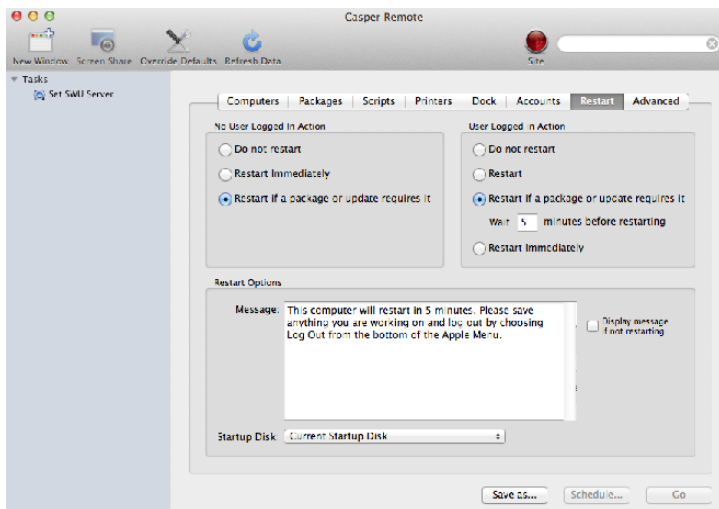 Casper Remote
New Window Screen Share Override Defaults Refresh Data Site
Tasks
Set SWU Server
Computers Packages Scripts Printers Dock Accounts Restart Advanced
No User Logged In Action
Do not restart
Restart Immediately
Restart if a package or update requires it
User Logged in Action
Do not restart
Restart
Restart if a package or update requires it
Wait 5 minutes before restarting
Restart Immediately
Restart Options
Message:
This computer will restart in 5 minutes. Please save
anything you are working on and log out by choosing
Log Out from the bottom of the Apple Menu.
Display message
if not restarting
Startup Disk: Current Startup Disk
Save as... Schedule... Go